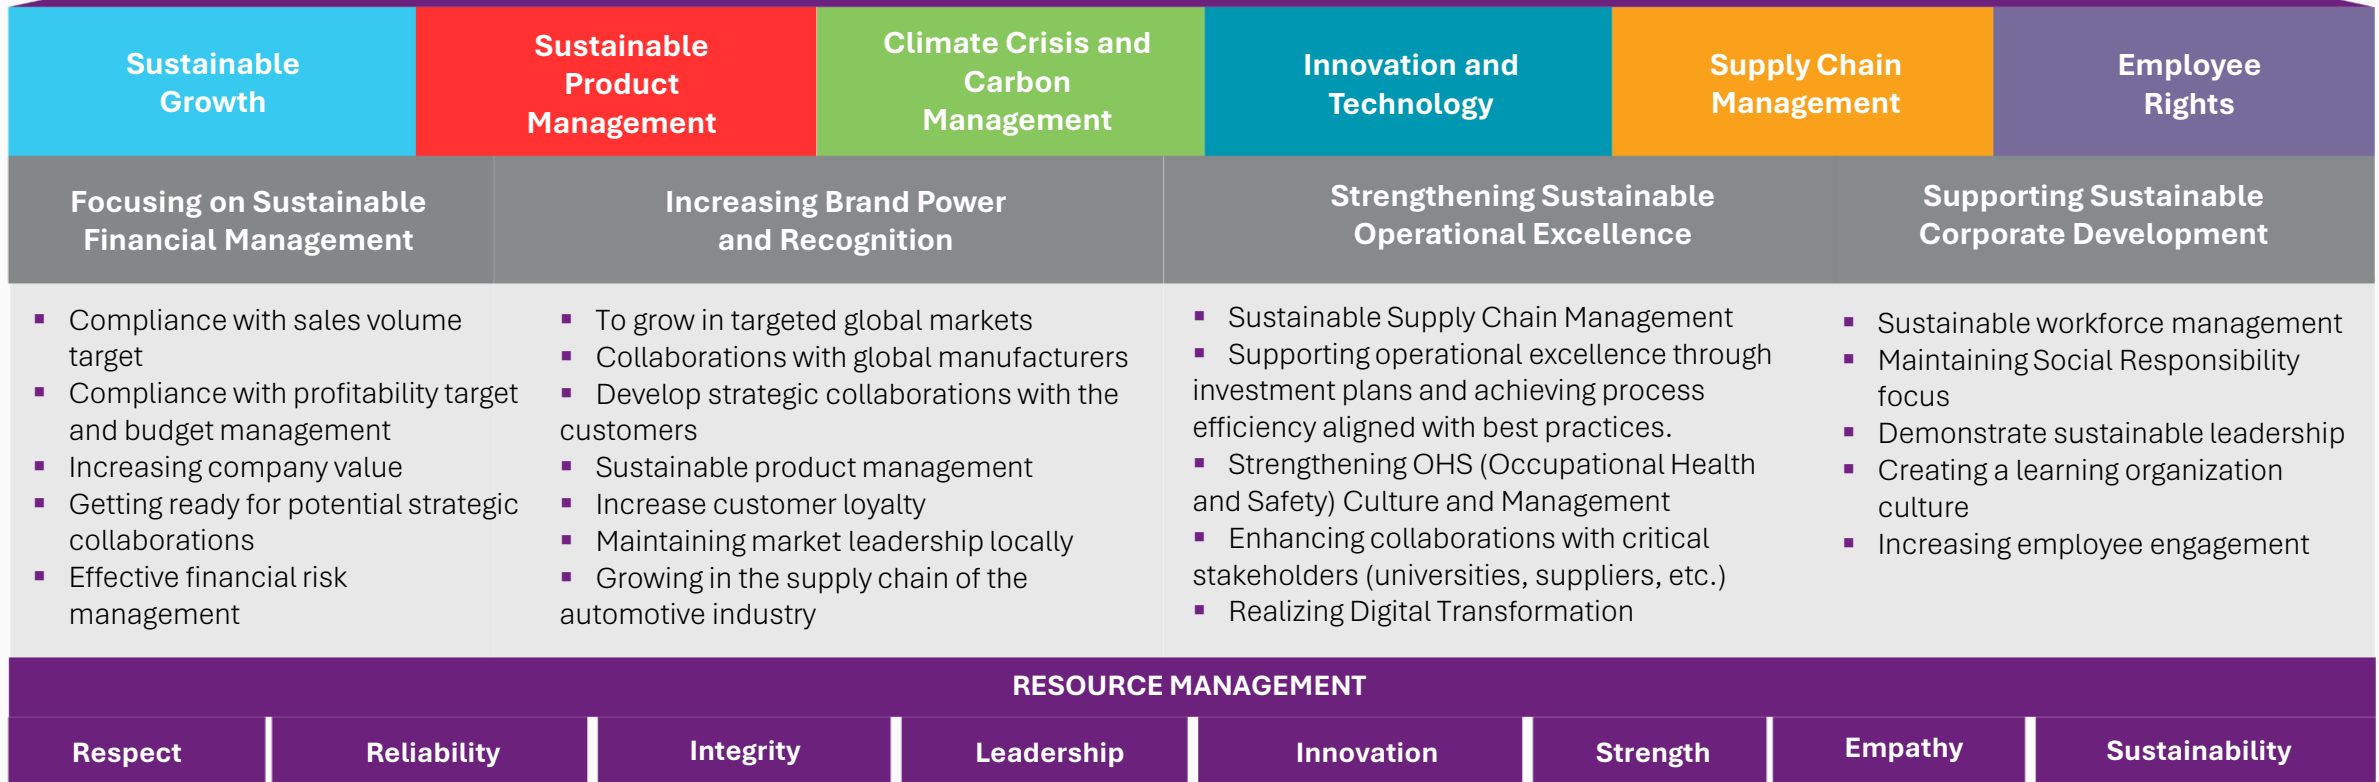 Sustainable
Growth
Sustainable
Product
Management
Climate Crisis and
Carbon
Management
Innovation and
Technology
Supply Chain
Management
Employee
Rights
Focusing on Sustainable
Financial Management
Increasing Brand Power
and Recognition
Strengthening Sustainable
Operational Excellence
Supporting Sustainable
Corporate Development
▪ Compliance with sales volume
target
▪ Compliance with profitability target
and budget management
▪ Increasing company value
▪ Getting ready for potential strategic
collaborations
▪ Effective financial risk
management
▪ To grow in targeted global markets
▪ Collaborations with global manufacturers
▪ Develop strategic collaborations with the
customers
▪ Sustainable product management
▪ Increase customer loyalty
▪ Maintaining market leadership locally
▪ Growing in the supply chain of the
automotive industry
▪ Sustainable Supply Chain Management
▪ Supporting operational excellence through
investment plans and achieving process
efficiency aligned with best practices.
▪ Strengthening OHS (Occupational Health
and Safety) Culture and Management
▪ Enhancing collaborations with critical
stakeholders (universities, suppliers, etc.)
▪ Realizing Digital Transformation
▪ Sustainable workforce management
▪ Maintaining Social Responsibility
focus
▪ Demonstrate sustainable leadership
▪ Creating a learning organization
culture
▪ Increasing employee engagement
RESOURCE MANAGEMENT
Respect
Reliability
Integrity
Leadership
Innovation
Strength
Empathy
Sustainability